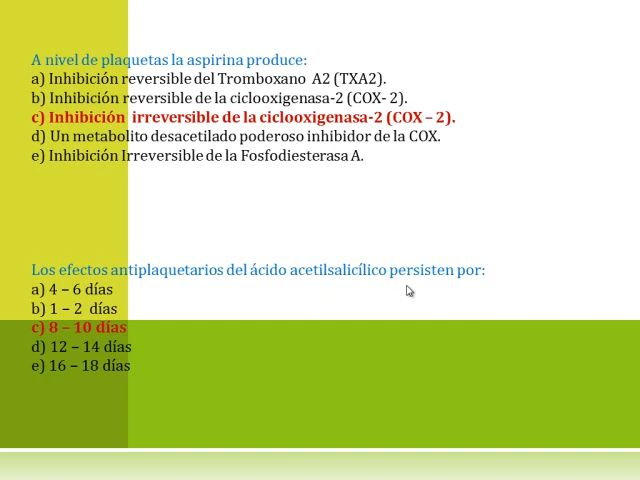 A nivel de plaquetas la aspirina produce:
a) Inhibición reversible del Tromboxano A2 (TXA2).
b) Inhibición reversible de la ciclooxigenasa-2 (COX- 2).
c) Inhibición irreversible de la ciclooxigenasa-2 (COX – 2).
d) Un metabolito desacetilado poderoso inhibidor de la COX.
e) Inhibición Irreversible de la Fosfodiesterasa A.
Los efectos antiplaquetarios del ácido acetilsalicílico persisten por:
a) 4 – 6 días
b) 1 – 2 días
c) 8 – 10 días
d) 12 – 14 días
e) 16 – 18 días